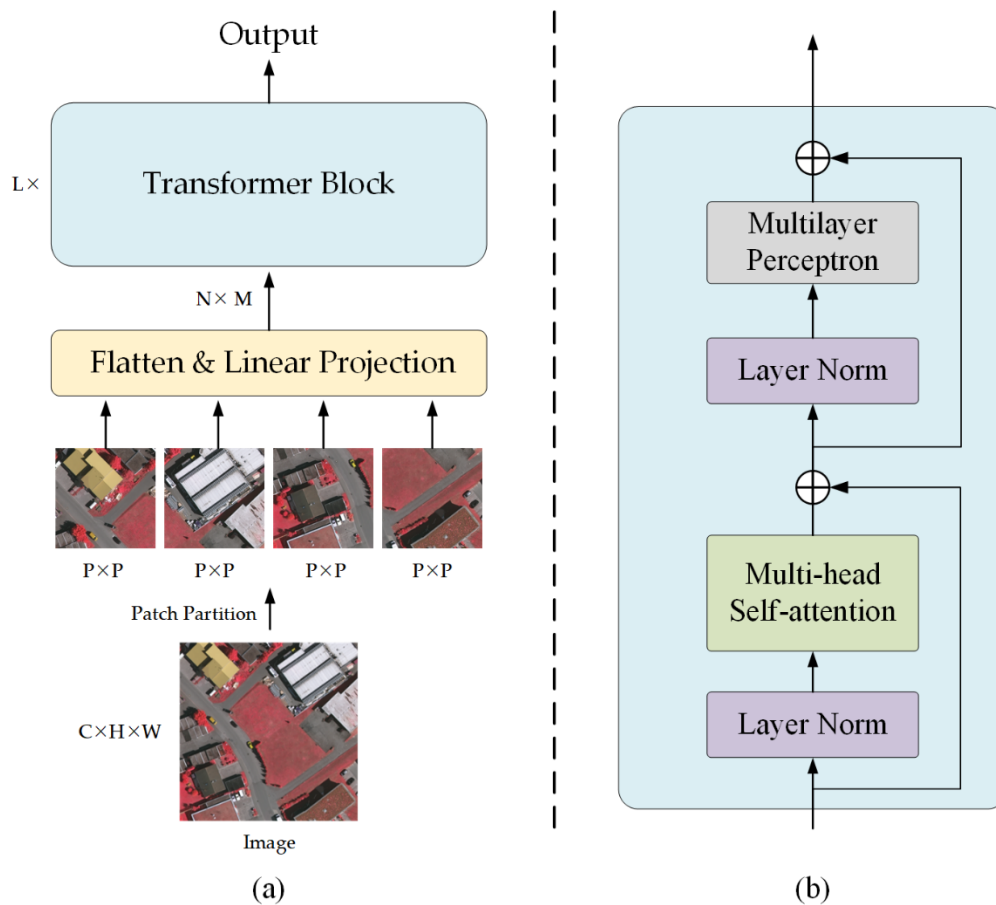 Output
L×
Transformer Block
N× M
Flatten & Linear Projection
P×P
P×P
P×P
P×P
Patch Partition
C×H×W
Image
(a)
Multilayer
Perceptron
Layer Norm
Multi-head
Self-attention
Layer Norm
(b)